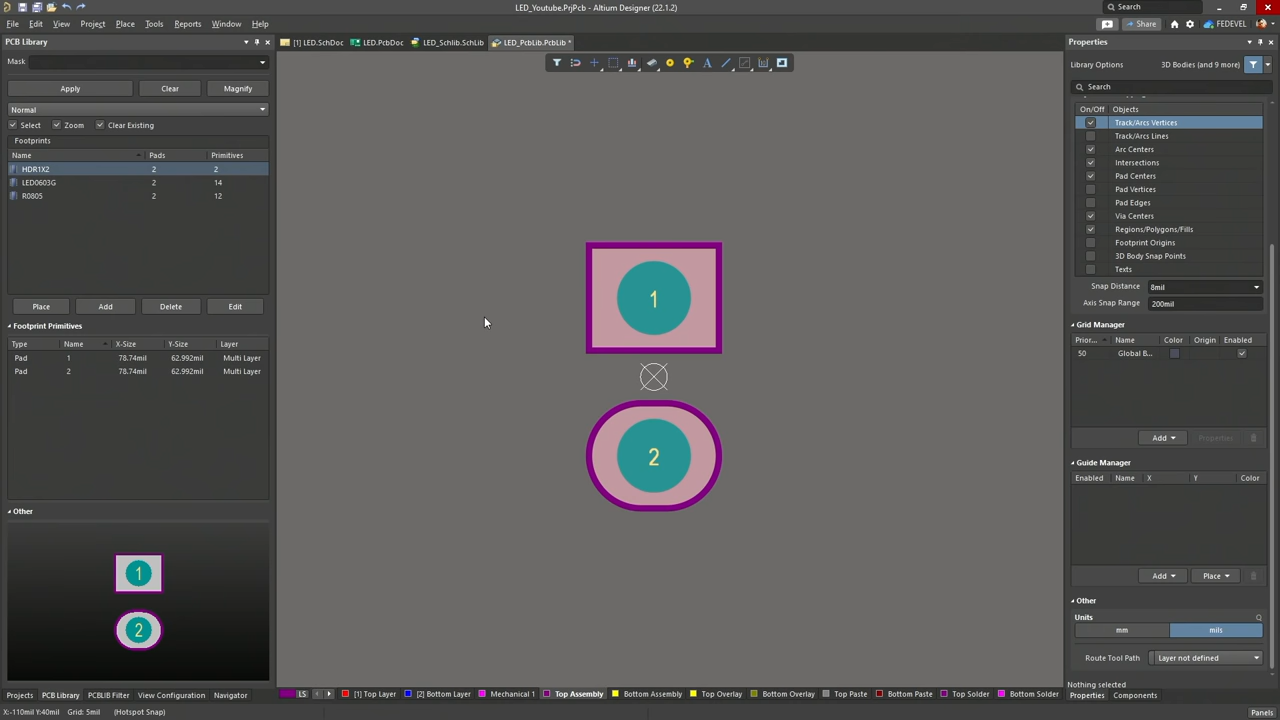 LED_Youtube.PrjPcb - Altium Designer (22.1.2)
Search
File Edit View Project Place Tools Reports Window Help
Share
FEDEVEL
PCB Library
[1] LED.SchDoc LED.PcbDoc LED_Schlib.SchLib LED_PcbLib.PcbLib *
Properties
Mask
Library Options
3D Bodies (and 9 more)
Apply Clear Magnify
Search
Normal
On/Off Objects
Select Zoom Clear Existing
Track/Arcs Vertices
Track/Arcs Lines
Footprints
Arc Centers
Name Pads Primitives
Intersections
HDR1X2 2 2
Pad Centers
LED0603G 2 14
Pad Vertices
R0805 2 12
Pad Edges
Via Centers
Regions/Polygons/Fills
Footprint Origins
3D Body Snap Points
Texts
Snap Distance 8mil
Axis Snap Range 200mil
Place Add Delete Edit
1
Footprint Primitives
Grid Manager
Type Name X-Size Y-Size Layer
Prior... Name Color Origin Enabled
Pad 1 78.74mil 62.992mil Multi Layer
50 Global B...
Pad 2 78.74mil 62.992mil Multi Layer
Add Properties
2
Guide Manager
Enabled Name X Y Color
Other
Add Place
1
2
Other
Units
mm mils
Route Tool Path Layer not defined
Nothing selected
Projects PCB Library PCBLIB Filter View Configuration Navigator
LS [1] Top Layer [2] Bottom Layer Mechanical 1 Top Assembly Bottom Assembly Top Overlay Bottom Overlay Top Paste Bottom Paste Top Solder Bottom Solder
Properties Components
X:-110mil Y:40mil Grid: 5mil (Hotspot Snap)
Panels